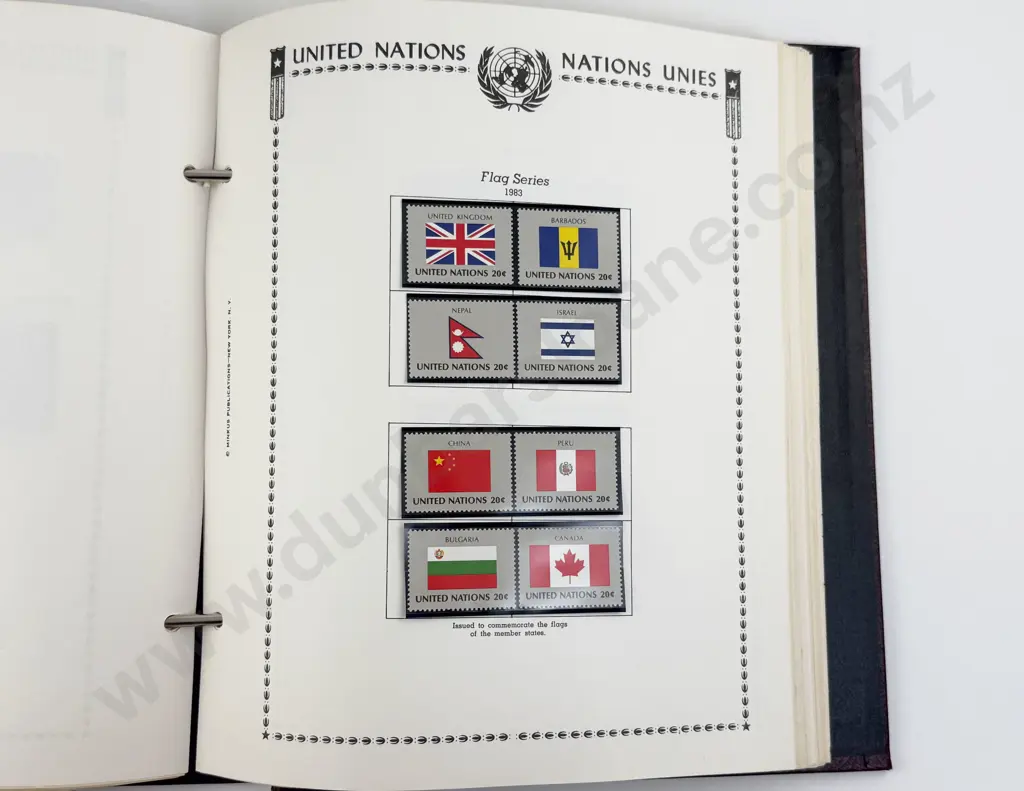 UNITED NATIONS NATIONS UNIES
Flag Series
1983
UNITED KINGDOM
UNITED NATIONS 20¢
BARBADOS
UNITED NATIONS 20¢
NEPAL
UNITED NATIONS 20¢
ISRAEL
UNITED NATIONS 20¢
CHINA
UNITED NATIONS 20¢
PERU
UNITED NATIONS 20¢
BULGARIA
UNITED NATIONS 20¢
CANADA
UNITED NATIONS 20¢
Issued to commemorate the flags
of the member states.
© MINKUS PUBLICATIONS—NEW YORK, N. Y.